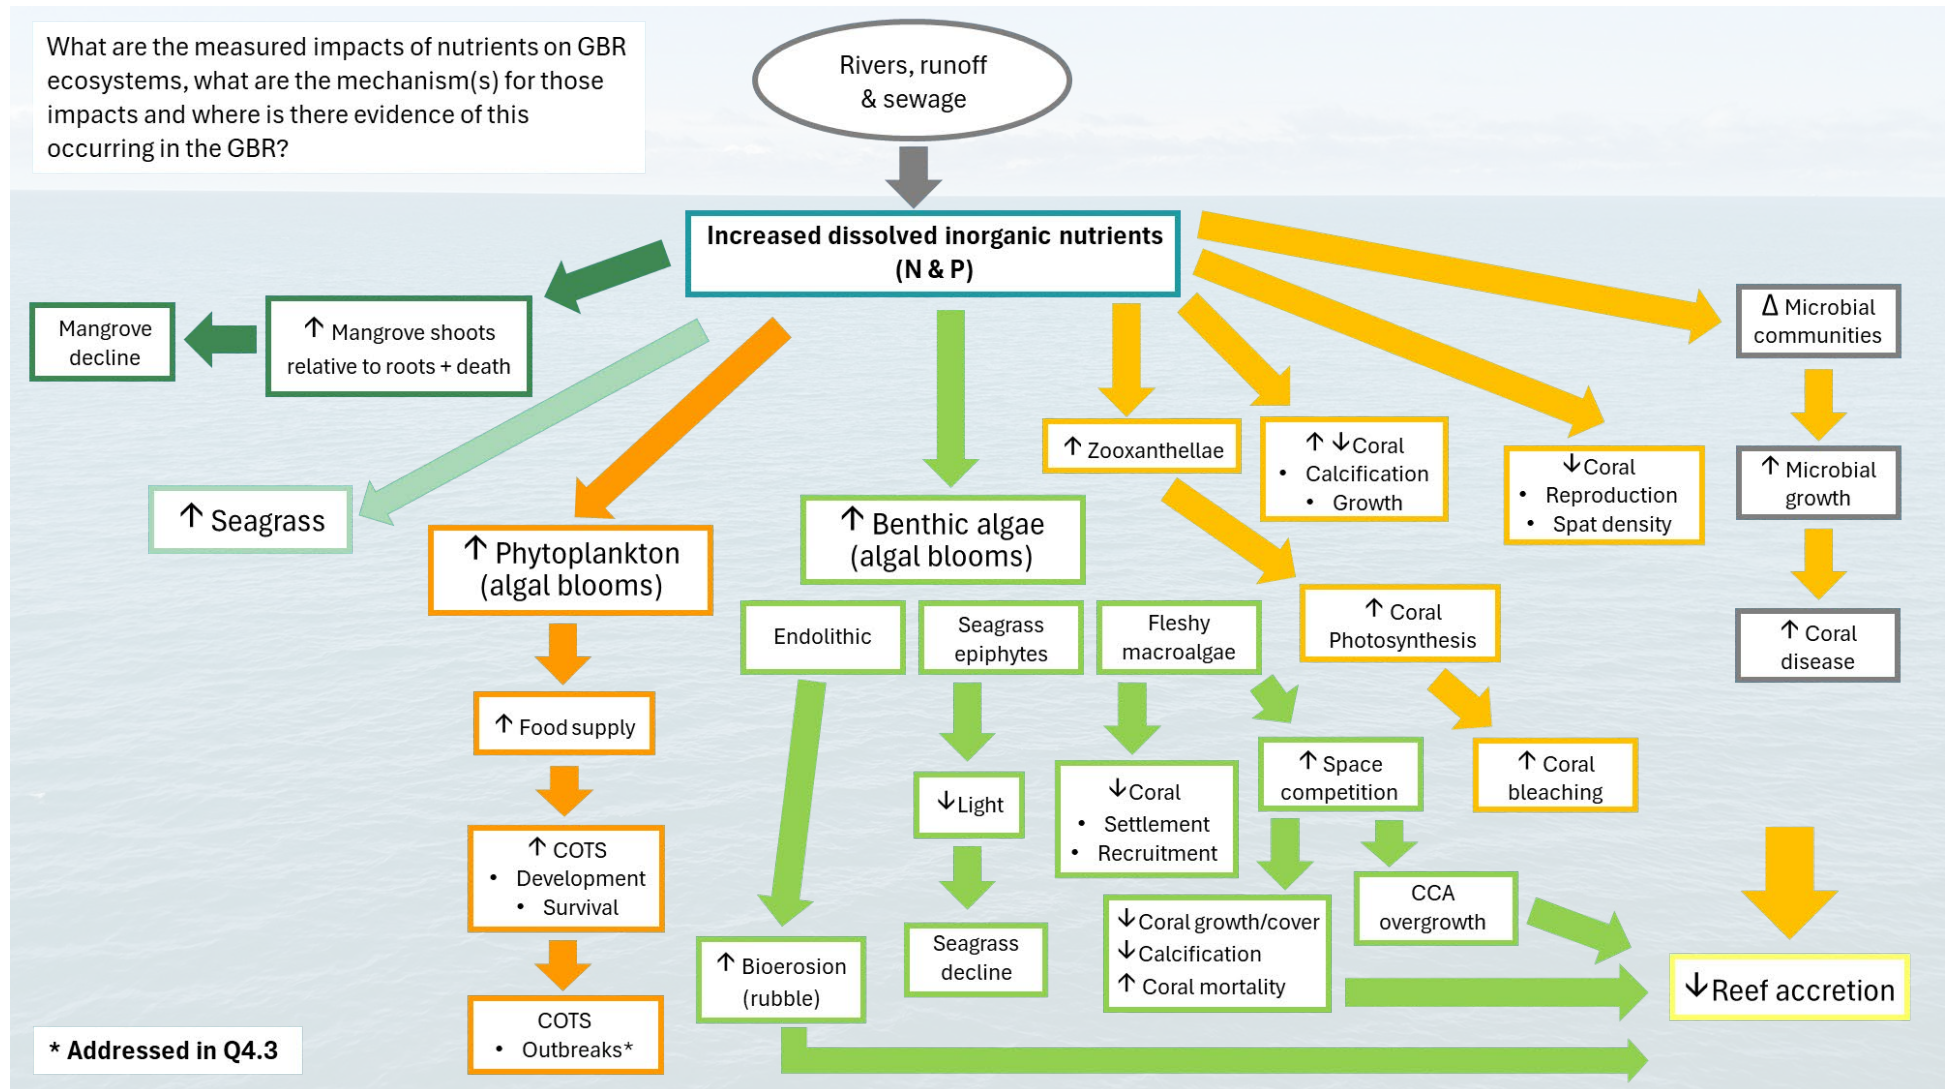 What are the measured impacts of nutrients on GBR
ecosystems, what are the mechanism(s) for those
impacts and where is there evidence of this
occurring in the GBR?
Rivers, runoff
& sewage
Increased dissolved inorganic nutrients
(N & P)
Mangrove
decline
↑ Mangrove shoots
relative to roots + death
↑ Seagrass
↑ Phytoplankton
(algal blooms)
↑ Food supply
↑ COTS
• Development
• Survival
COTS
• Outbreaks*
↑ Benthic algae
(algal blooms)
Endolithic
Seagrass
epiphytes
Fleshy
macroalgae
↑ Bioerosion
(rubble)
↓Light
Seagrass
decline
↓Coral
• Settlement
• Recruitment
↑ Space
competition
↓Coral growth/cover
↓Calcification
↑ Coral mortality
CCA
overgrowth
↑ Zooxanthellae
↑ ↓Coral
• Calcification
• Growth
↑ Coral
Photosynthesis
↑ Coral
bleaching
↓Coral
• Reproduction
• Spat density
Δ Microbial
communities
↑ Microbial
growth
↑ Coral
disease
↓Reef accretion
* Addressed in Q4.3